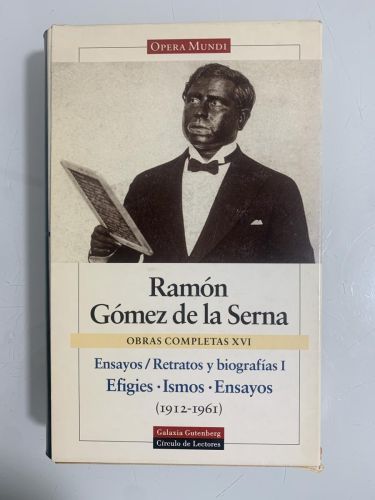 OPERA MUNDI
Ramón
Gómez de la Serna
OBRAS COMPLETAS XVI
Ensayos / Retratos y biografías I
Efigies · Ismos · Ensayos
(1912-1961)
Galaxia Gutenberg
Círculo de Lectores